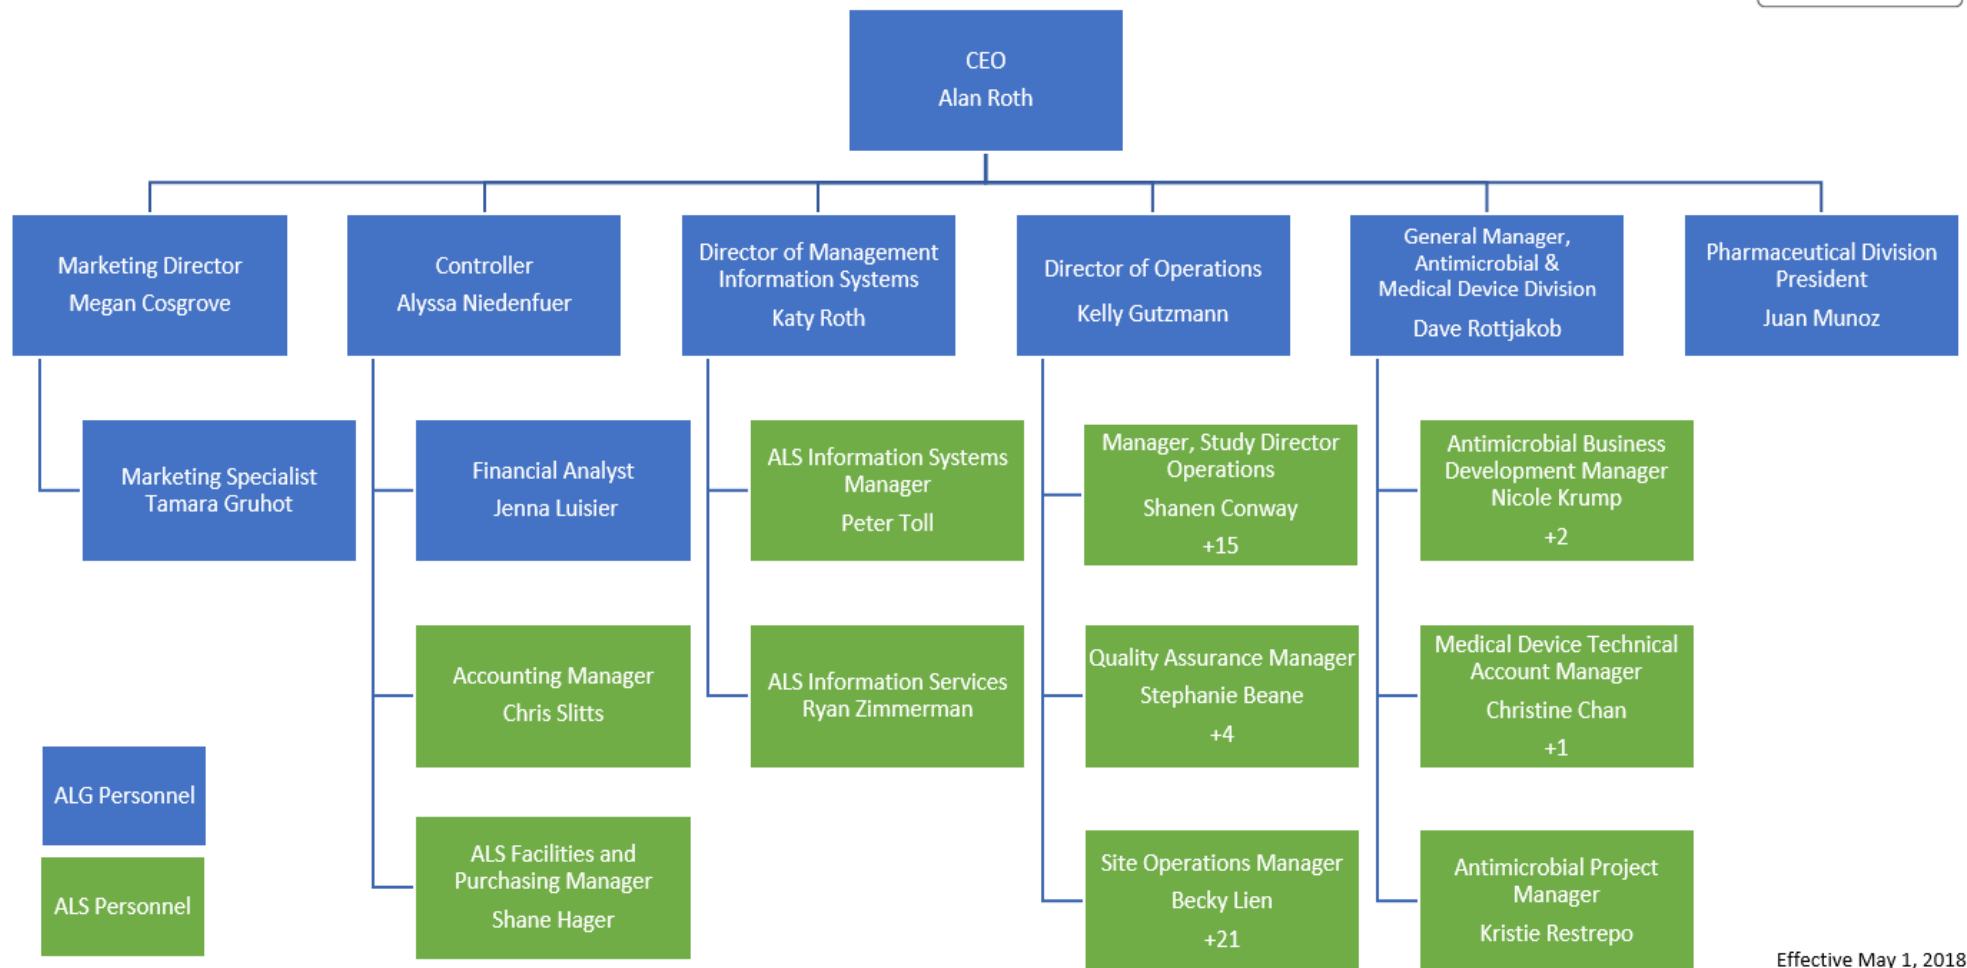 CEO
Alan Roth
Marketing Director
Megan Cosgrove
Controller
Alyssa Niedenfuer
Director of Management
Information Systems
Katy Roth
Director of Operations
Kelly Gutzmann
General Manager,
Antimicrobial &
Medical Device Division
Dave Rottjakob
Pharmaceutical Division
President
Juan Munoz
Marketing Specialist
Tamara Gruhot
Financial Analyst
Jenna Luisier
ALS Information Systems
Manager
Peter Toll
Manager, Study Director
Operations
Shanen Conway
+15
Antimicrobial Business
Development Manager
Nicole Krump
+2
Accounting Manager
Chris Slitts
ALS Information Services
Ryan Zimmerman
Quality Assurance Manager
Stephanie Beane
+4
Medical Device Technical
Account Manager
Christine Chan
+1
ALG Personnel
ALS Personnel
ALS Facilities and
Purchasing Manager
Shane Hager
Site Operations Manager
Becky Lien
+21
Antimicrobial Project
Manager
Kristie Restrepo
Effective May 1, 2018